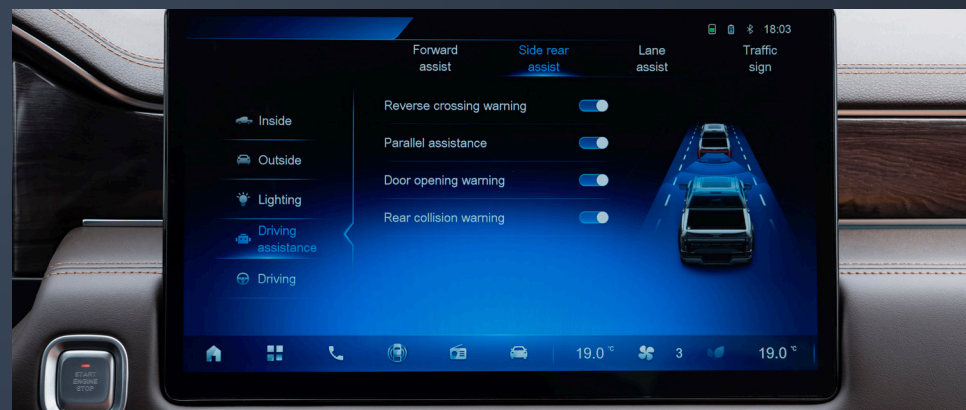 18:03
Forward
assist
Side rear
assist
Lane
assist
Traffic
sign
Inside
Outside
Lighting
Driving
assistance
Driving
Reverse crossing warning
Parallel assistance
Door opening warning
Rear collision warning
19.0 °C
3
19.0 °C
START
ENGINE
STOP